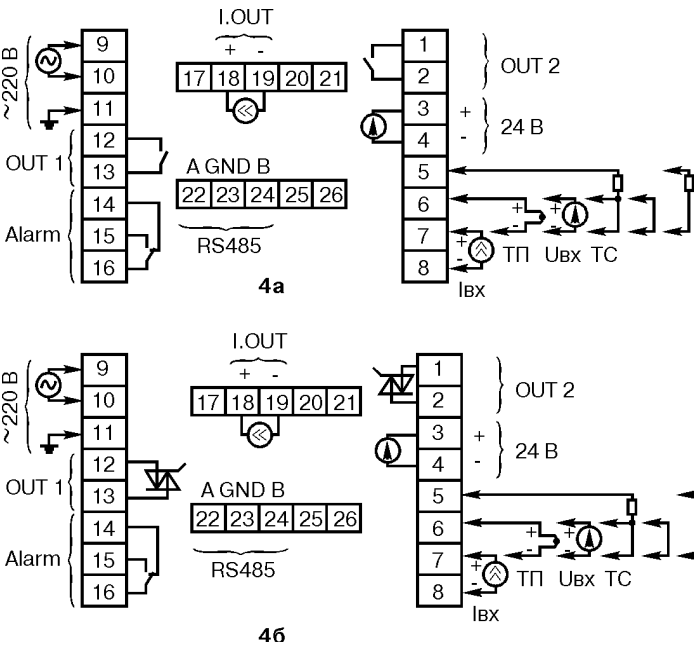 I.OUT
+ -
17 18 19 20 21
~220 В
9
10
11
12
13
14
15
16
OUT 1
Alarm
A GND B
22 23 24 25 26
RS485
4а
1
2
3
4
5
6
7
8
OUT 2
+
-
24 В
+
-
+
-
+
-
ТП Uвх ТС
Iвх
I.OUT
+ -
17 18 19 20 21
~220 В
9
10
11
12
13
14
15
16
OUT 1
Alarm
A GND B
22 23 24 25 26
RS485
4б
1
2
3
4
5
6
7
8
OUT 2
+
-
24 В
+
-
+
-
+
-
ТП Uвх ТС
Iвх